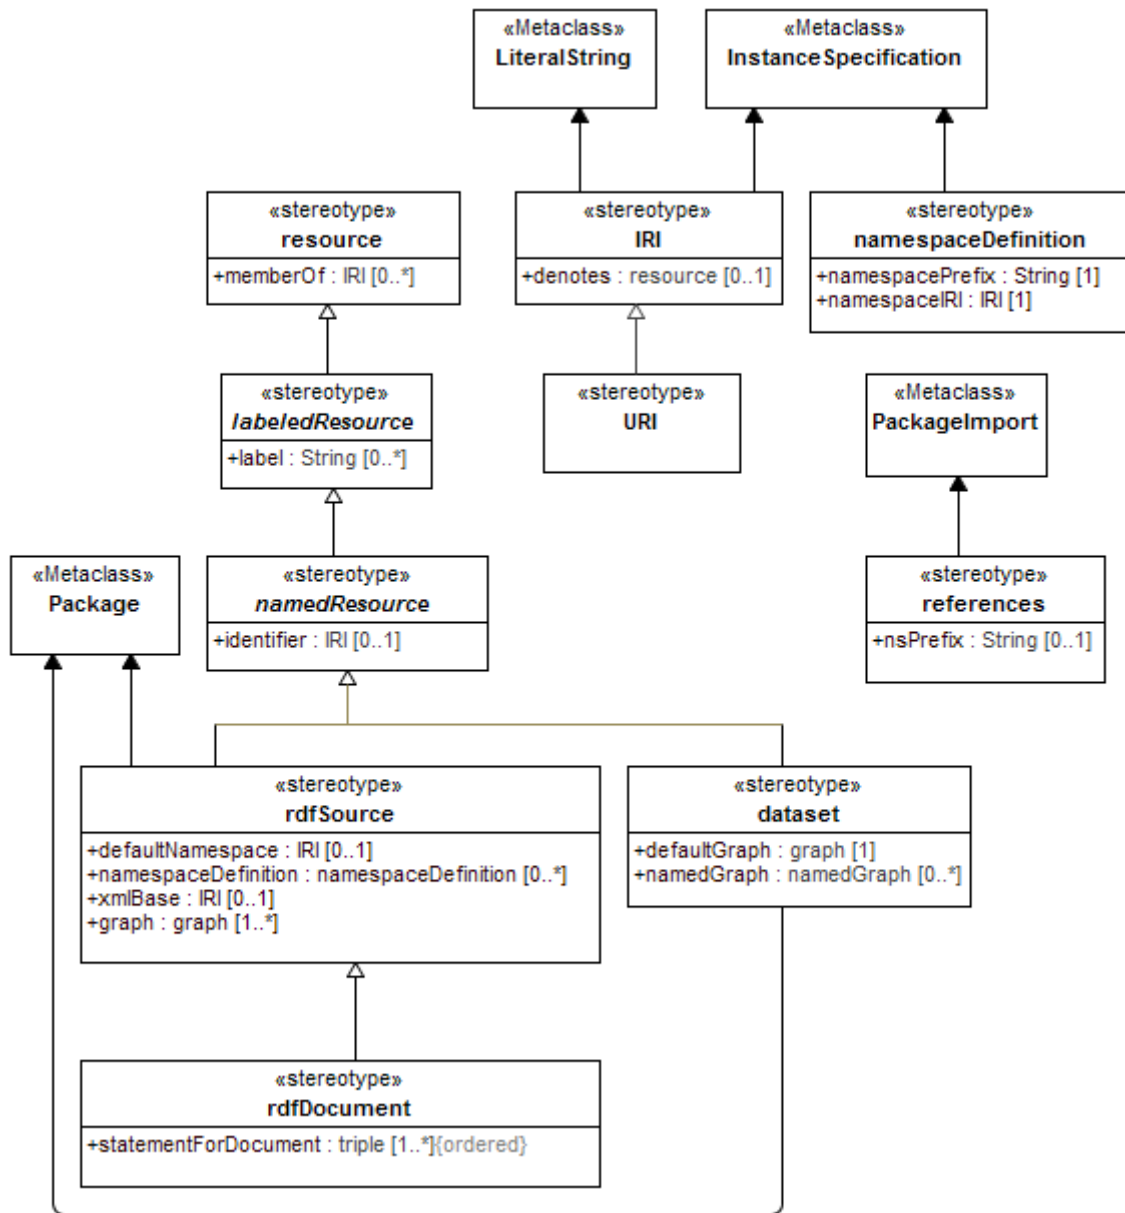 «Metaclass»
LiteralString
«Metaclass»
InstanceSpecification
«stereotype»
resource
+memberOf : IRI [0..*]
«stereotype»
IRI
+denotes : resource [0..1]
«stereotype»
namespaceDefinition
+namespacePrefix : String [1]
+namespaceIRI : IRI [1]
«stereotype»
labeledResource
+label : String [0..*]
«stereotype»
URI
«Metaclass»
PackageImport
«Metaclass»
Package
«stereotype»
namedResource
+identifier : IRI [0..1]
«stereotype»
references
+nsPrefix : String [0..1]
«stereotype»
rdfSource
+defaultNamespace : IRI [0..1]
+namespaceDefinition : namespaceDefinition [0..*]
+xmlBase : IRI [0..1]
+graph : graph [1..*]
«stereotype»
dataset
+defaultGraph : graph [1]
+namedGraph : namedGraph [0..*]
«stereotype»
rdfDocument
+statementForDocument : triple [1..*]{ordered}